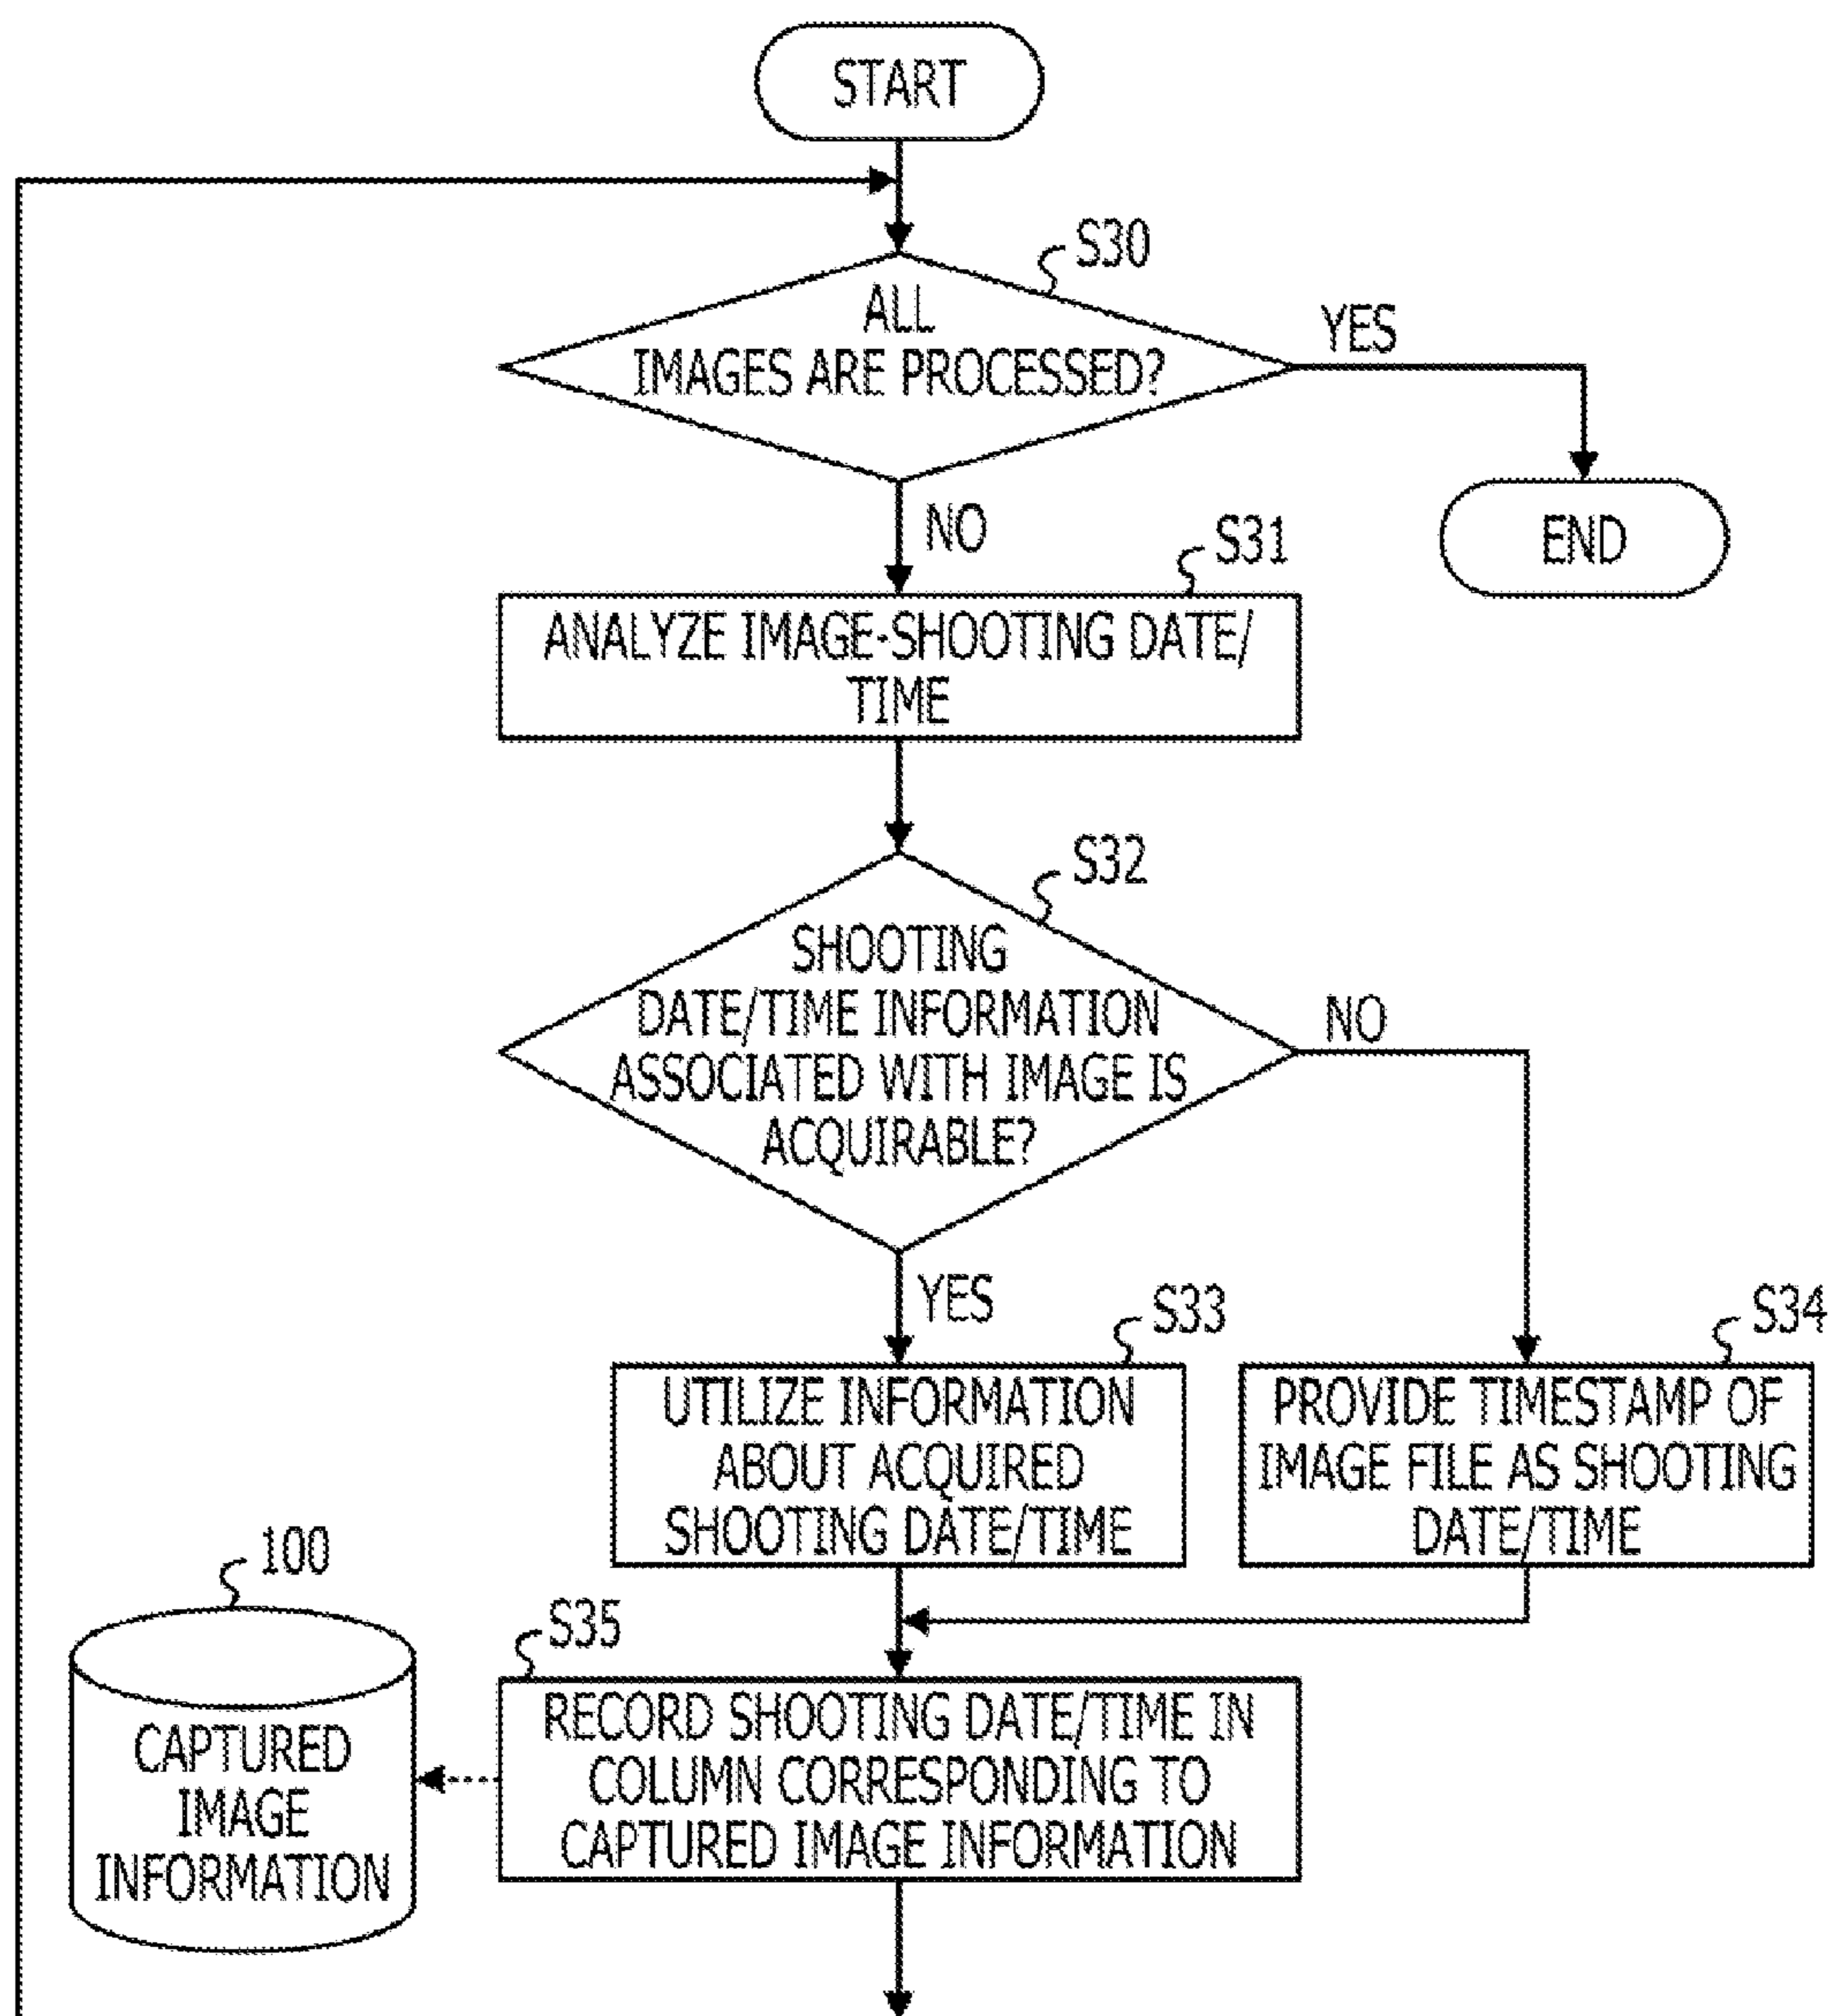 START
S30
ALL
IMAGES ARE PROCESSED?
YES
END
NO
S31
ANALYZE IMAGE-SHOOTING DATE/
TIME
S32
SHOOTING
DATE/TIME INFORMATION
ASSOCIATED WITH IMAGE IS
ACQUIRABLE?
NO
YES
S33
UTILIZE INFORMATION
ABOUT ACQUIRED
SHOOTING DATE/TIME
S34
PROVIDE TIMESTAMP OF
IMAGE FILE AS SHOOTING
DATE/TIME
100
CAPTURED
IMAGE
INFORMATION
S35
RECORD SHOOTING DATE/TIME IN
COLUMN CORRESPONDING TO
CAPTURED IMAGE INFORMATION